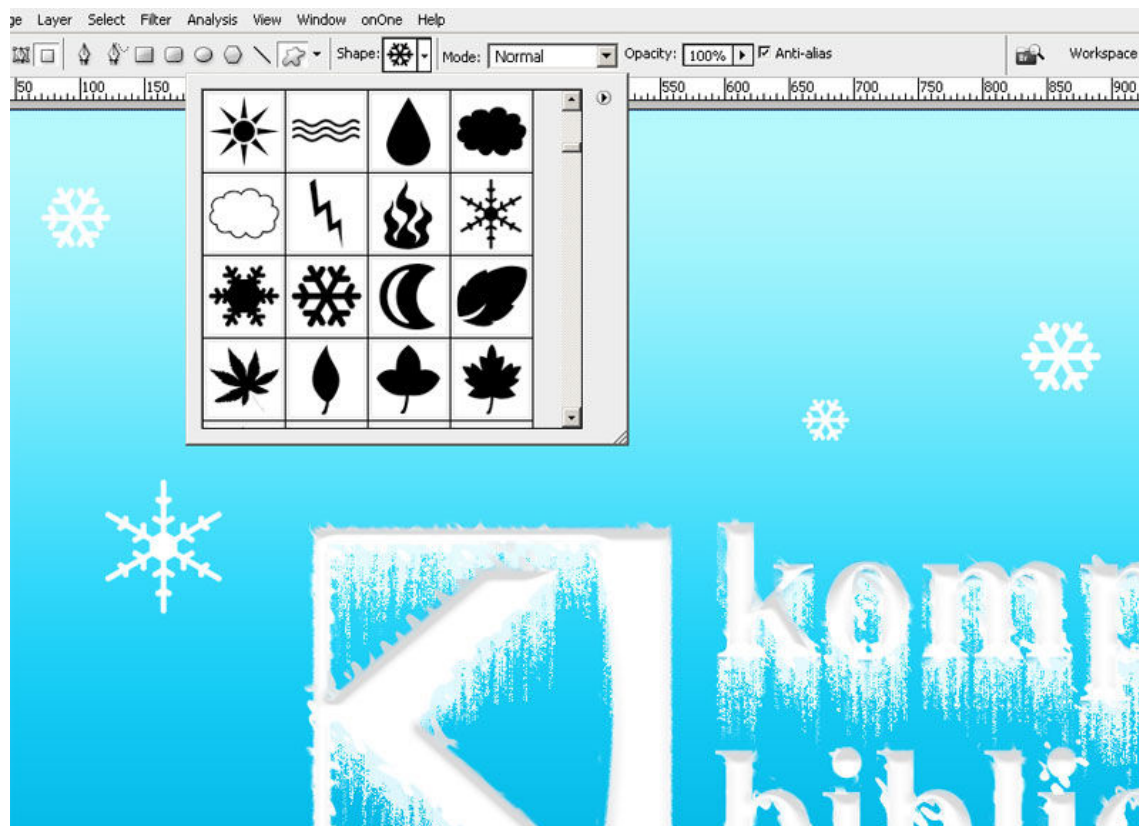 ge Layer Select Filter Analysis View Window onOne Help
Shape: Mode: Normal Opacity: 100% Anti-alias Workspace
50 100 150 550 600 650 700 750 800 850 900
komp
biblio